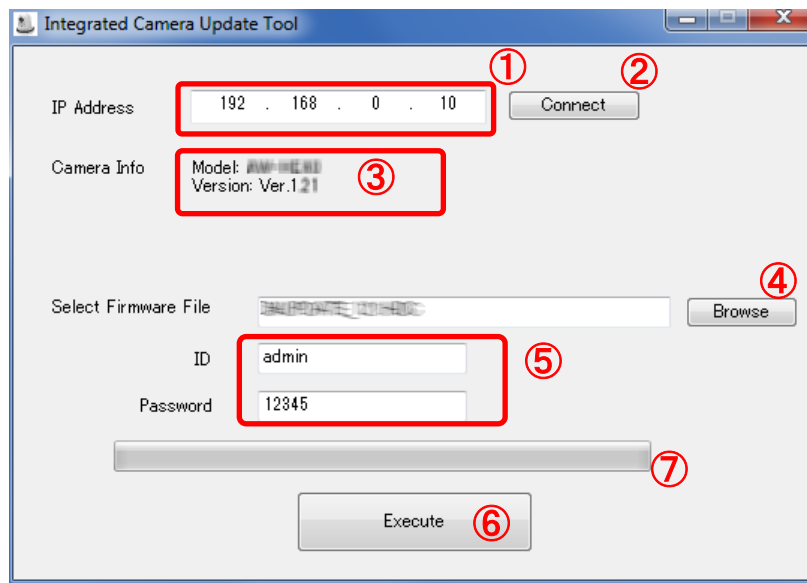 Integrated Camera Update Tool
① ②
IP Address 192 . 168 . 0 . 10 Connect
Camera Info Model:
③
Version: Ver.1
④
Select Firmware File Browse
ID admin ⑤
Password 12345
⑦
Execute ⑥